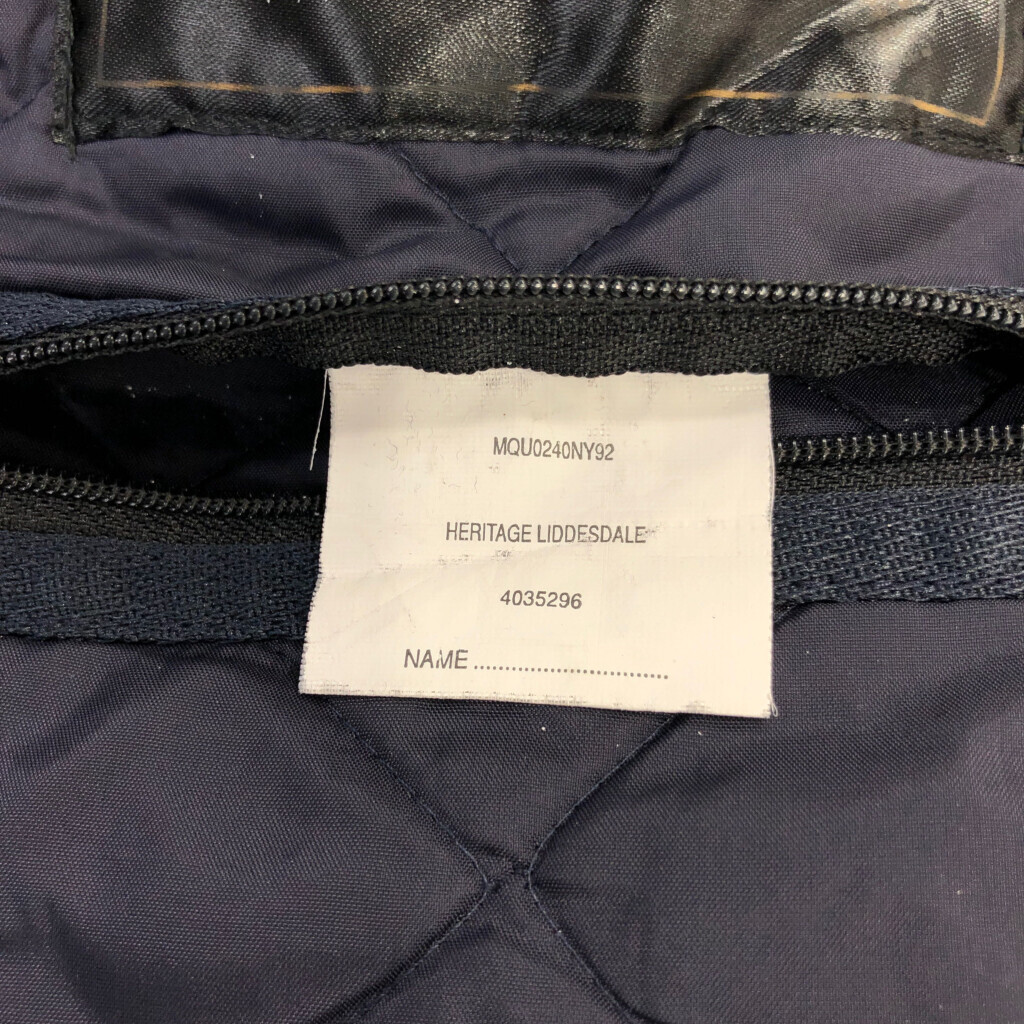 MQU0240NY92
HERITAGE LIDDESDALE
4035296
NAME ...............................